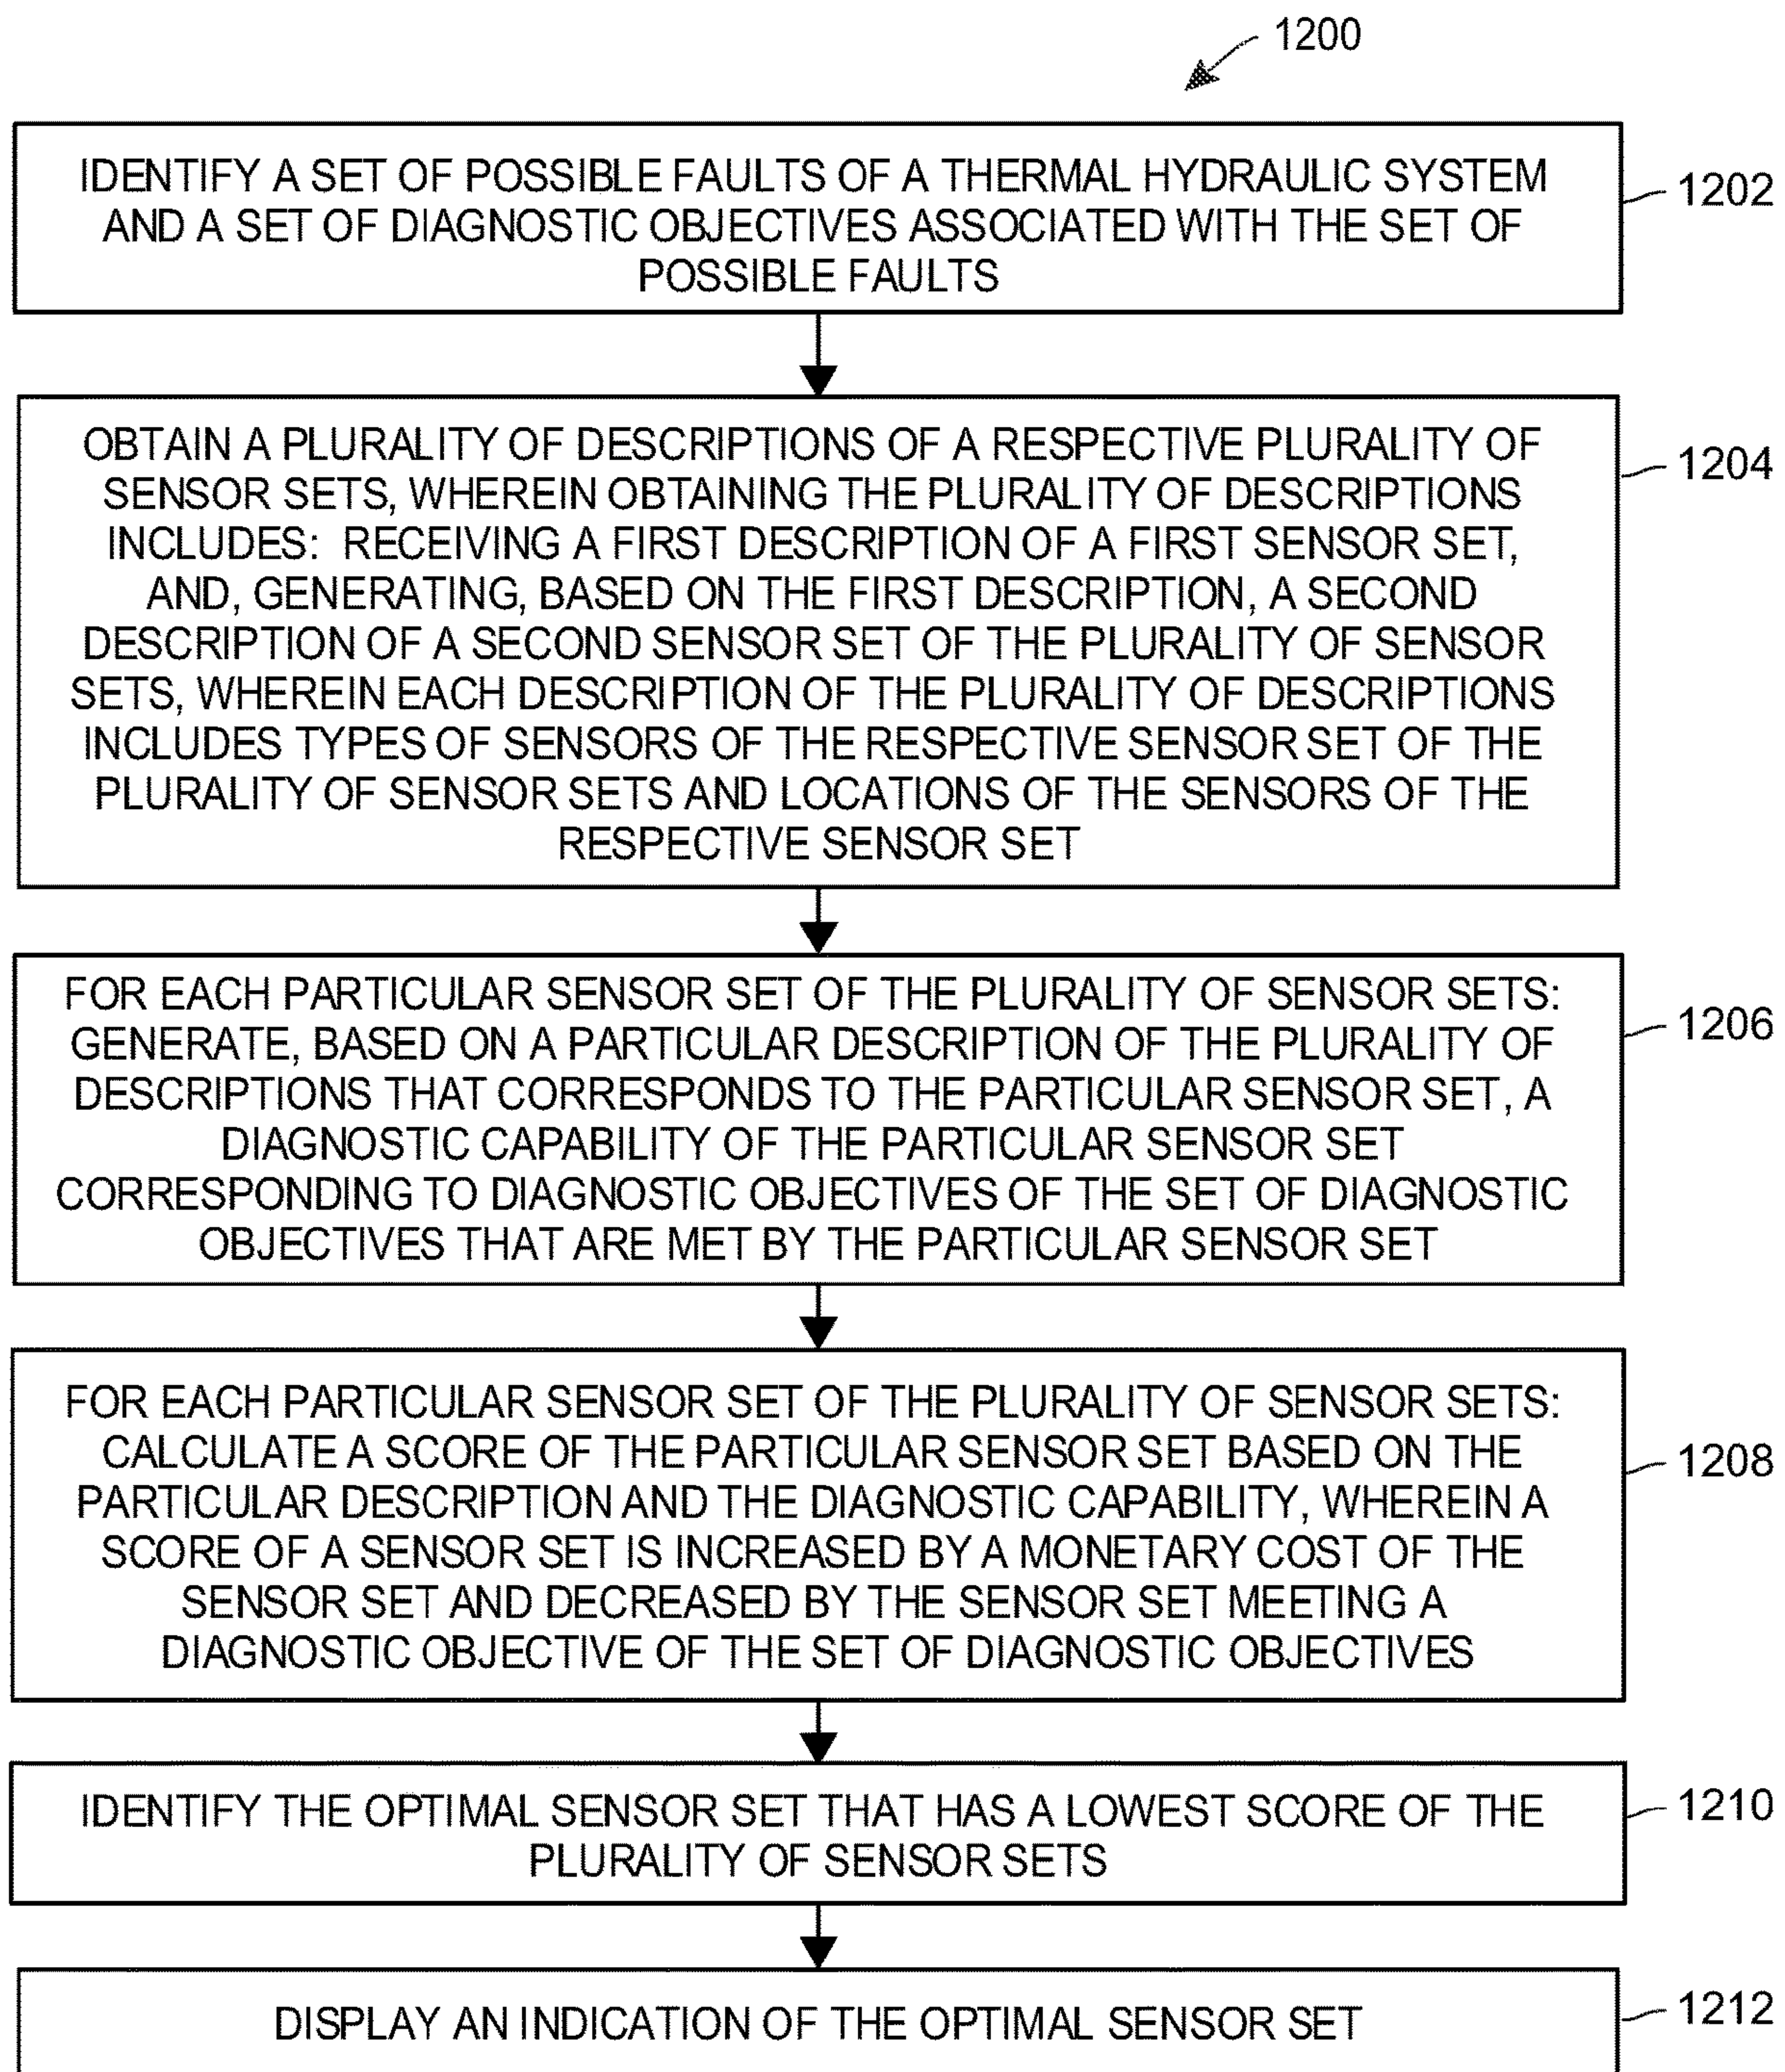 1200
IDENTIFY A SET OF POSSIBLE FAULTS OF A THERMAL HYDRAULIC SYSTEM
AND A SET OF DIAGNOSTIC OBJECTIVES ASSOCIATED WITH THE SET OF
POSSIBLE FAULTS
1202
OBTAIN A PLURALITY OF DESCRIPTIONS OF A RESPECTIVE PLURALITY OF
SENSOR SETS, WHEREIN OBTAINING THE PLURALITY OF DESCRIPTIONS
INCLUDES: RECEIVING A FIRST DESCRIPTION OF A FIRST SENSOR SET,
AND, GENERATING, BASED ON THE FIRST DESCRIPTION, A SECOND
DESCRIPTION OF A SECOND SENSOR SET OF THE PLURALITY OF SENSOR
SETS, WHEREIN EACH DESCRIPTION OF THE PLURALITY OF DESCRIPTIONS
INCLUDES TYPES OF SENSORS OF THE RESPECTIVE SENSOR SET OF THE
PLURALITY OF SENSOR SETS AND LOCATIONS OF THE SENSORS OF THE
RESPECTIVE SENSOR SET
1204
FOR EACH PARTICULAR SENSOR SET OF THE PLURALITY OF SENSOR SETS:
GENERATE, BASED ON A PARTICULAR DESCRIPTION OF THE PLURALITY OF
DESCRIPTIONS THAT CORRESPONDS TO THE PARTICULAR SENSOR SET, A
DIAGNOSTIC CAPABILITY OF THE PARTICULAR SENSOR SET
CORRESPONDING TO DIAGNOSTIC OBJECTIVES OF THE SET OF DIAGNOSTIC
OBJECTIVES THAT ARE MET BY THE PARTICULAR SENSOR SET
1206
FOR EACH PARTICULAR SENSOR SET OF THE PLURALITY OF SENSOR SETS:
CALCULATE A SCORE OF THE PARTICULAR SENSOR SET BASED ON THE
PARTICULAR DESCRIPTION AND THE DIAGNOSTIC CAPABILITY, WHEREIN A
SCORE OF A SENSOR SET IS INCREASED BY A MONETARY COST OF THE
SENSOR SET AND DECREASED BY THE SENSOR SET MEETING A
DIAGNOSTIC OBJECTIVE OF THE SET OF DIAGNOSTIC OBJECTIVES
1208
IDENTIFY THE OPTIMAL SENSOR SET THAT HAS A LOWEST SCORE OF THE
PLURALITY OF SENSOR SETS
1210
DISPLAY AN INDICATION OF THE OPTIMAL SENSOR SET
1212